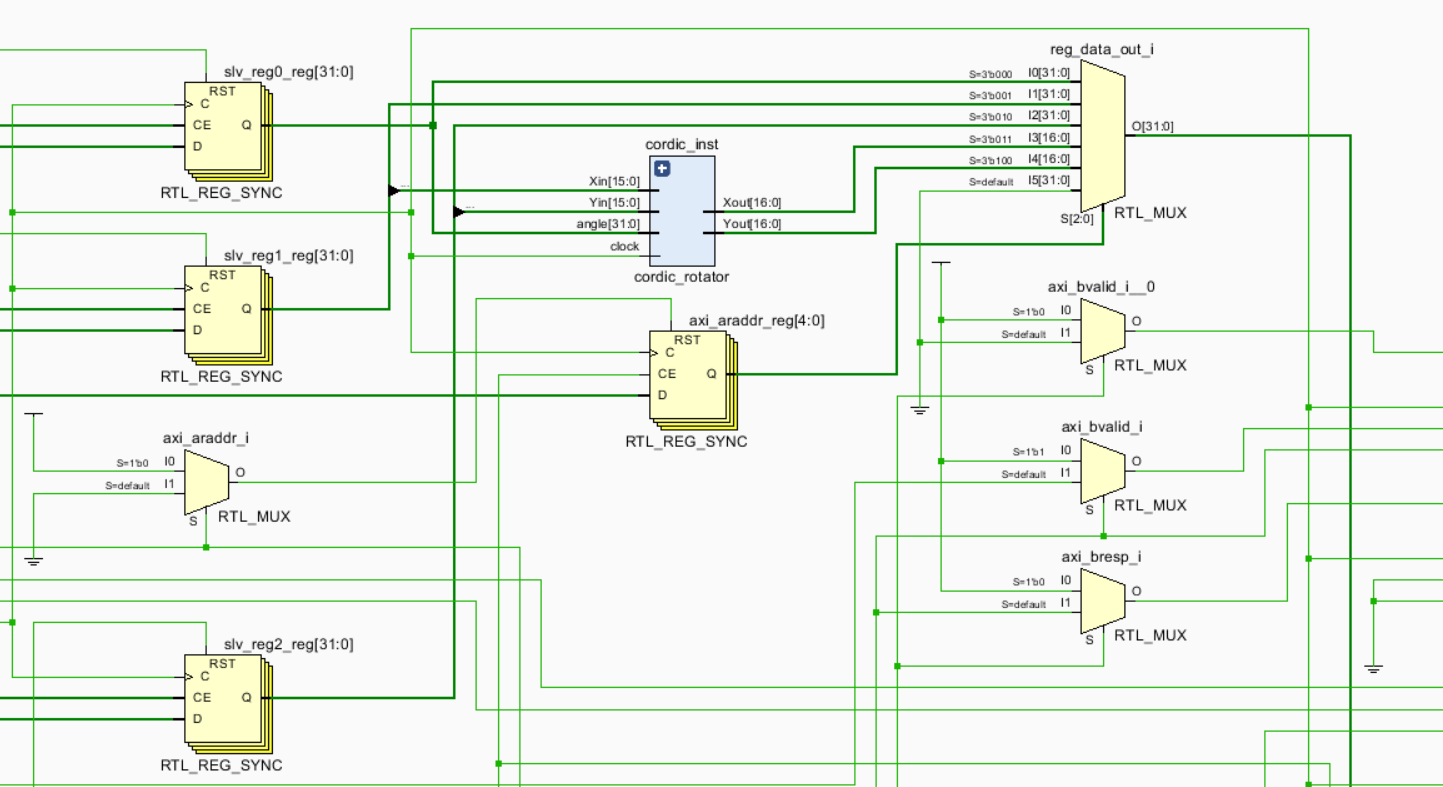 slv_reg0_reg[31:0]
RST
C
CE
Q
D
RTL_REG_SYNC
slv_reg1_reg[31:0]
RST
C
CE
Q
D
RTL_REG_SYNC
axi_araddr_i
S=1'b0 I0
O
S=default I1
S
RTL_MUX
slv_reg2_reg[31:0]
RST
C
CE
Q
D
RTL_REG_SYNC
cordic_inst
Xin[15:0]
Yin[15:0]
angle[31:0]
clock
Xout[16:0]
Yout[16:0]
cordic_rotator
...
...
axi_araddr_reg[4:0]
RST
C
CE
Q
D
RTL_REG_SYNC
reg_data_out_i
S=3'b000 I0[31:0]
S=3'b001 I1[31:0]
S=3'b010 I2[31:0]
S=3'b011 I3[16:0]
S=3'b100 I4[16:0]
S=default I5[31:0]
O[31:0]
S[2:0]
RTL_MUX
axi_bvalid_i__0
S=1'b0 I0
O
S=default I1
S
RTL_MUX
axi_bvalid_i
S=1'b1 I0
O
S=default I1
S
RTL_MUX
axi_bresp_i
S=1'b0 I0
O
S=default I1
S
RTL_MUX